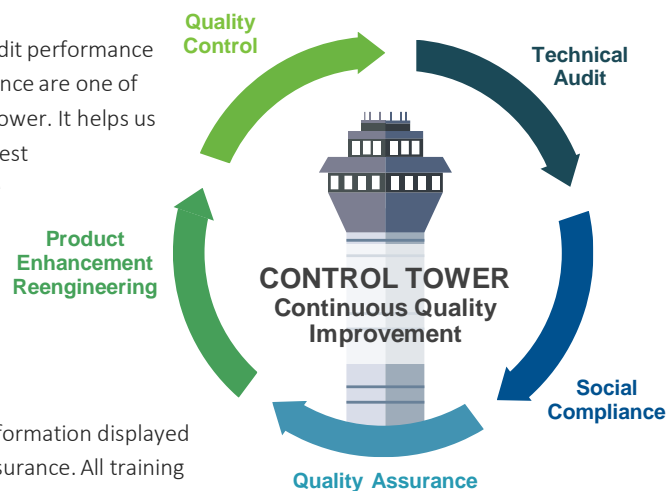 Quality
Control
dit performance
nce are one of
ower. It helps us
est
Technical
Audit
Product
Enhancement
Reengineering
CONTROL TOWER
Continuous Quality
Improvement
Social
Compliance
formation displayed
surance. All training
Quality Assurance